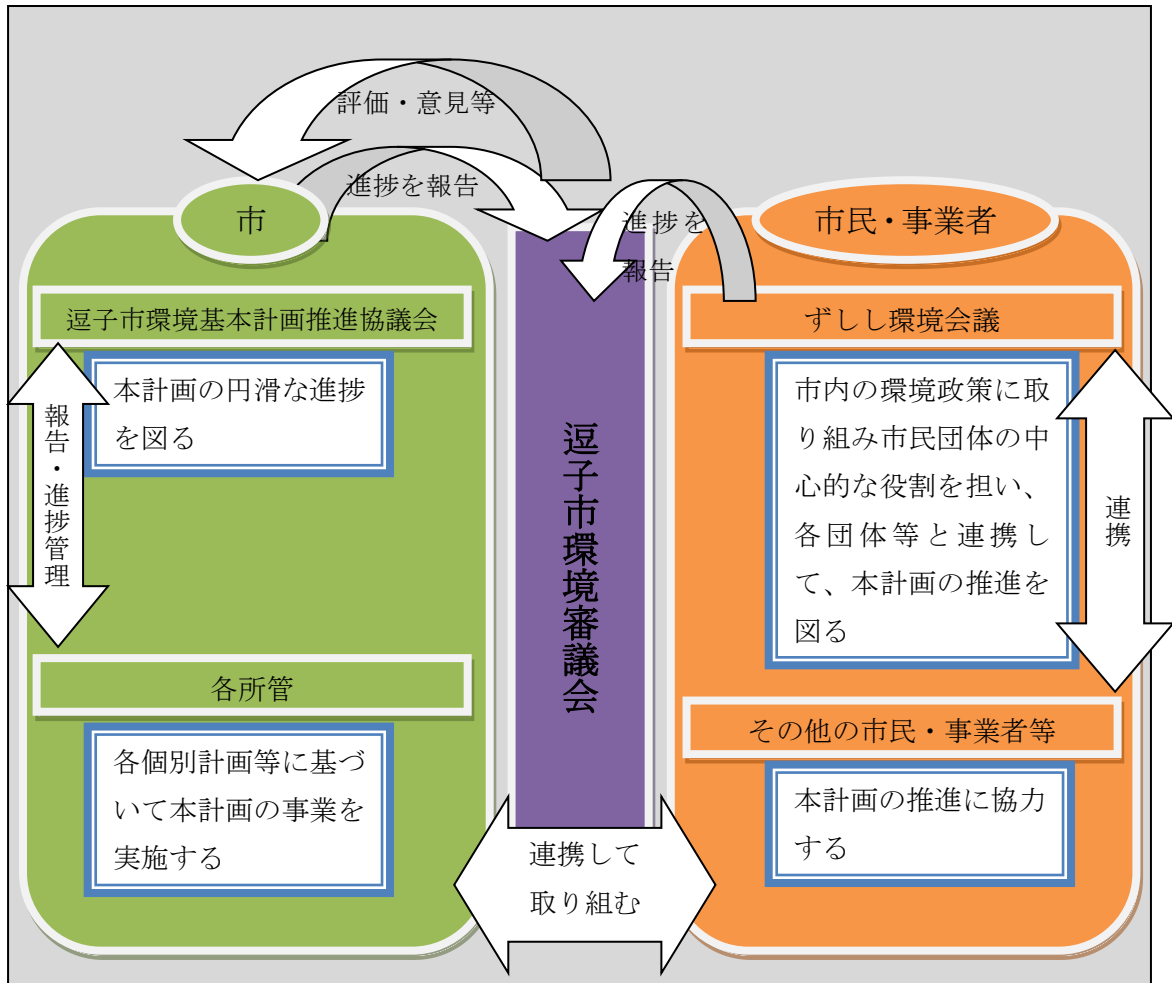 評価・意見等
進捗を報告
進捗を
報告
市
市民・事業者
逗子市環境基本計画推進協議会
本計画の円滑な進捗
を図る
報告・進捗管理
各所管
各個別計画等に基づ
いて本計画の事業を
実施する
逗子市環境審議会
ずしし環境会議
市内の環境政策に取
り組み市民団体の中
心的な役割を担い、
各団体等と連携し
て、本計画の推進を
図る
連携
その他の市民・事業者等
本計画の推進に協力
する
連携して
取り組む